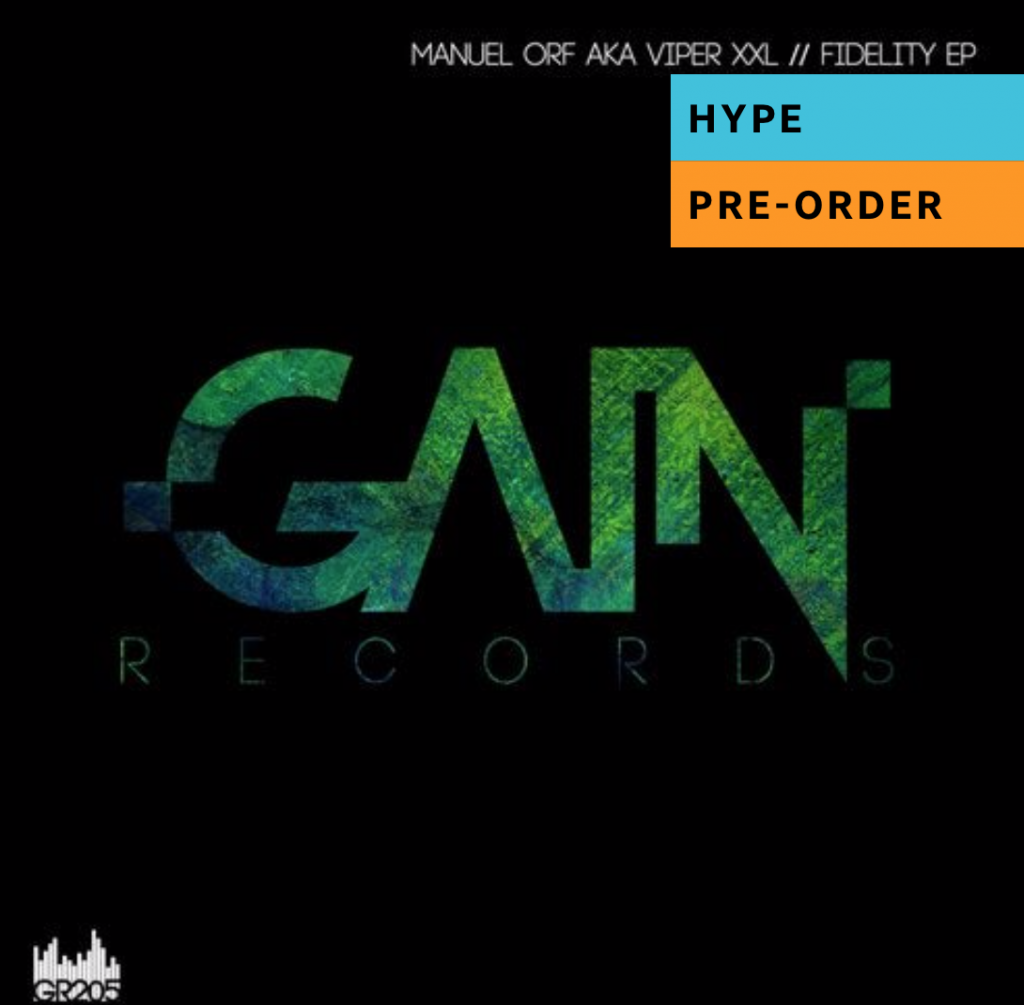 MANUEL ORF AKA VIPER XXL // FIDELITY EP
HYPE
PRE-ORDER
GAIN
RECORDS
GR205